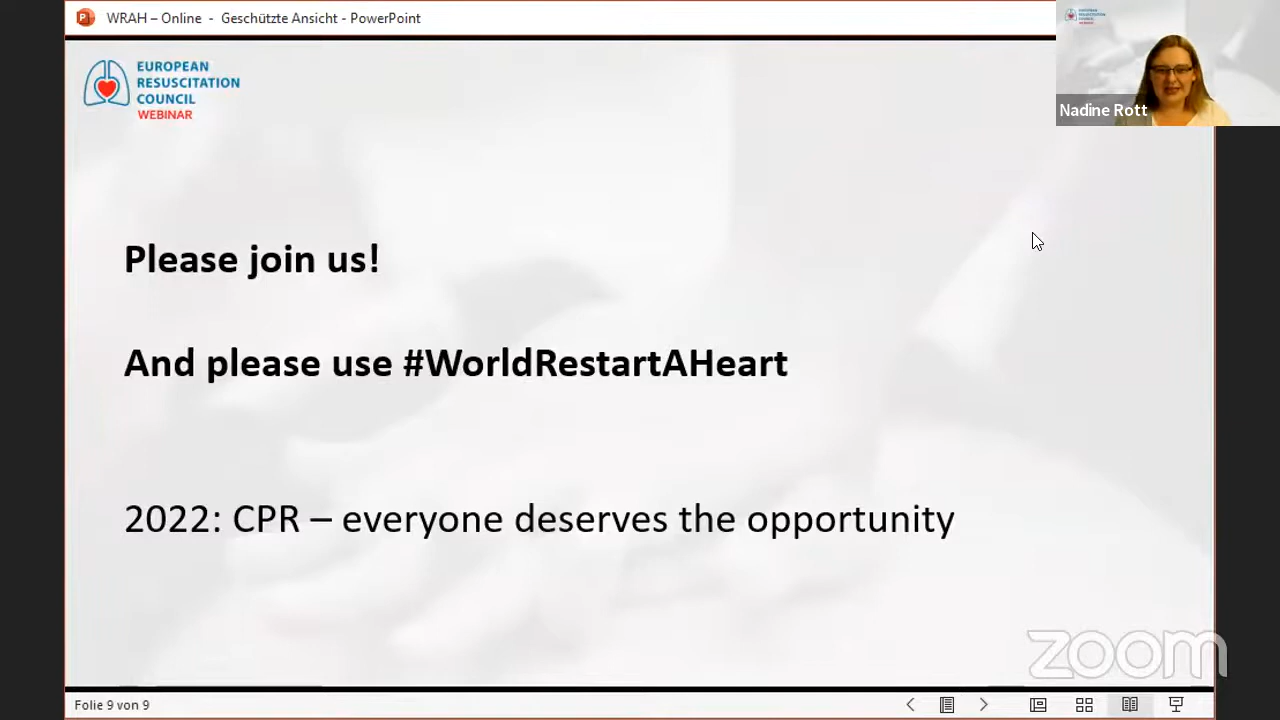 WRAH – Online - Geschützte Ansicht - PowerPoint
EUROPEAN
RESUSCITATION
COUNCIL
WEBINAR
Nadine Rott
Please join us!
And please use #WorldRestartAHeart
2022: CPR – everyone deserves the opportunity
zoom
Folie 9 von 9